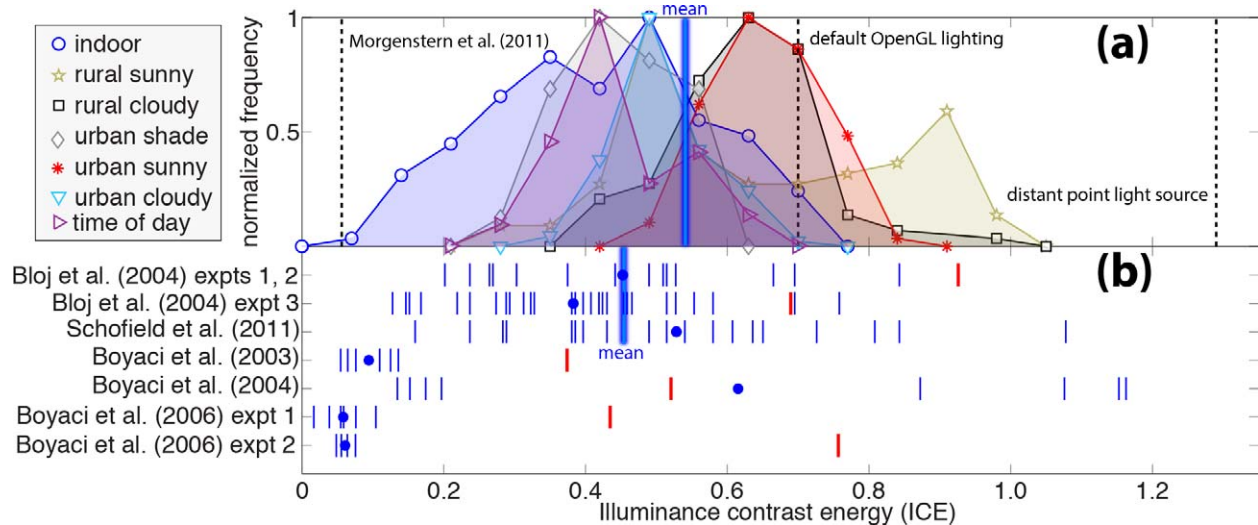 indoor
rural sunny
rural cloudy
urban shade
urban sunny
urban cloudy
time of day
normalized frequency
1
0.5
0
mean
Morgenstern et al. (2011)
default OpenGL lighting
(a)
distant point light source
(b)
Bloj et al. (2004) expts 1, 2
Bloj et al. (2004) expt 3
Schofield et al. (2011)
Boyaci et al. (2003)
Boyaci et al. (2004)
Boyaci et al. (2006) expt 1
Boyaci et al. (2006) expt 2
mean
0 0.2 0.4 0.6 0.8 1.0 1.2
Illuminance contrast energy (ICE)